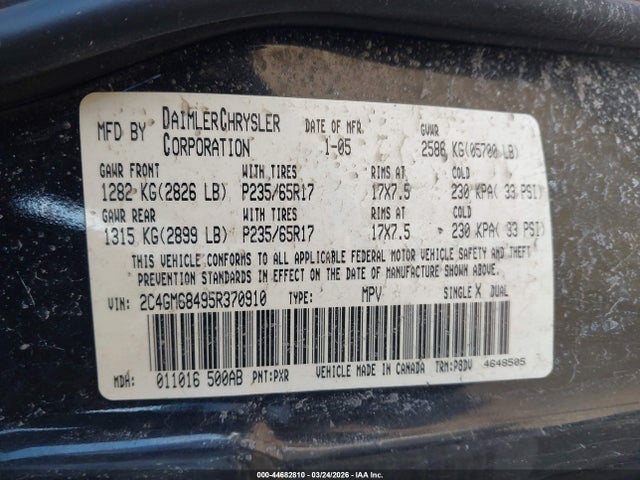 MFD BY DAIMLERCHRYSLER CORPORATION DATE OF MFR. 1-05 GVWR 2586 KG(05700 LB)
GAWR FRONT WITH TIRES RIMS AT COLD
1282 KG(2826 LB) P235/65R17 17X7.5 230 KPA( 33 PSI)
GAWR REAR WITH TIRES RIMS AT COLD
1315 KG(2899 LB) P235/65R17 17X7.5 230 KPA( 33 PSI)
THIS VEHICLE CONFORMS TO ALL APPLICABLE FEDERAL MOTOR VEHICLE SAFETY AND THEFT
PREVENTION STANDARDS IN EFFECT ON THE DATE OF MANUFACTURE SHOWN ABOVE.
VIN: 2C4GM68495R370910 TYPE: MPV SINGLE X DUAL
MDH: 011016 500AB PNT:PXR VEHICLE MADE IN CANADA TRM:P8DV 4648505
000-44682810 - 03/24/2026 - IAA Inc.